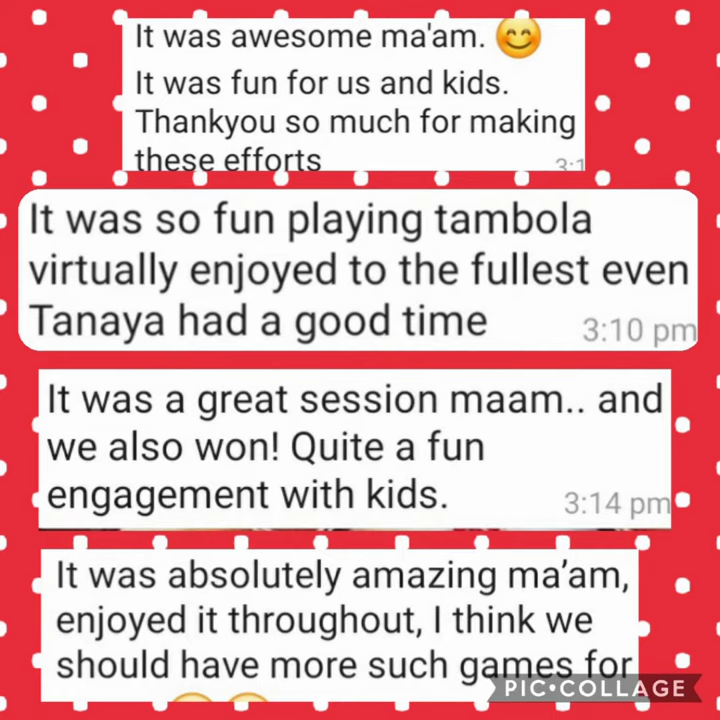 It was awesome ma'am. 😊
It was fun for us and kids.
Thankyou so much for making
these efforts
It was so fun playing tambola
virtually enjoyed to the fullest even
Tanaya had a good time 3:10 pm
It was a great session maam.. and
we also won! Quite a fun
engagement with kids. 3:14 pm
It was absolutely amazing ma’am,
enjoyed it throughout, I think we
should have more such games for
PIC•COLLAGE